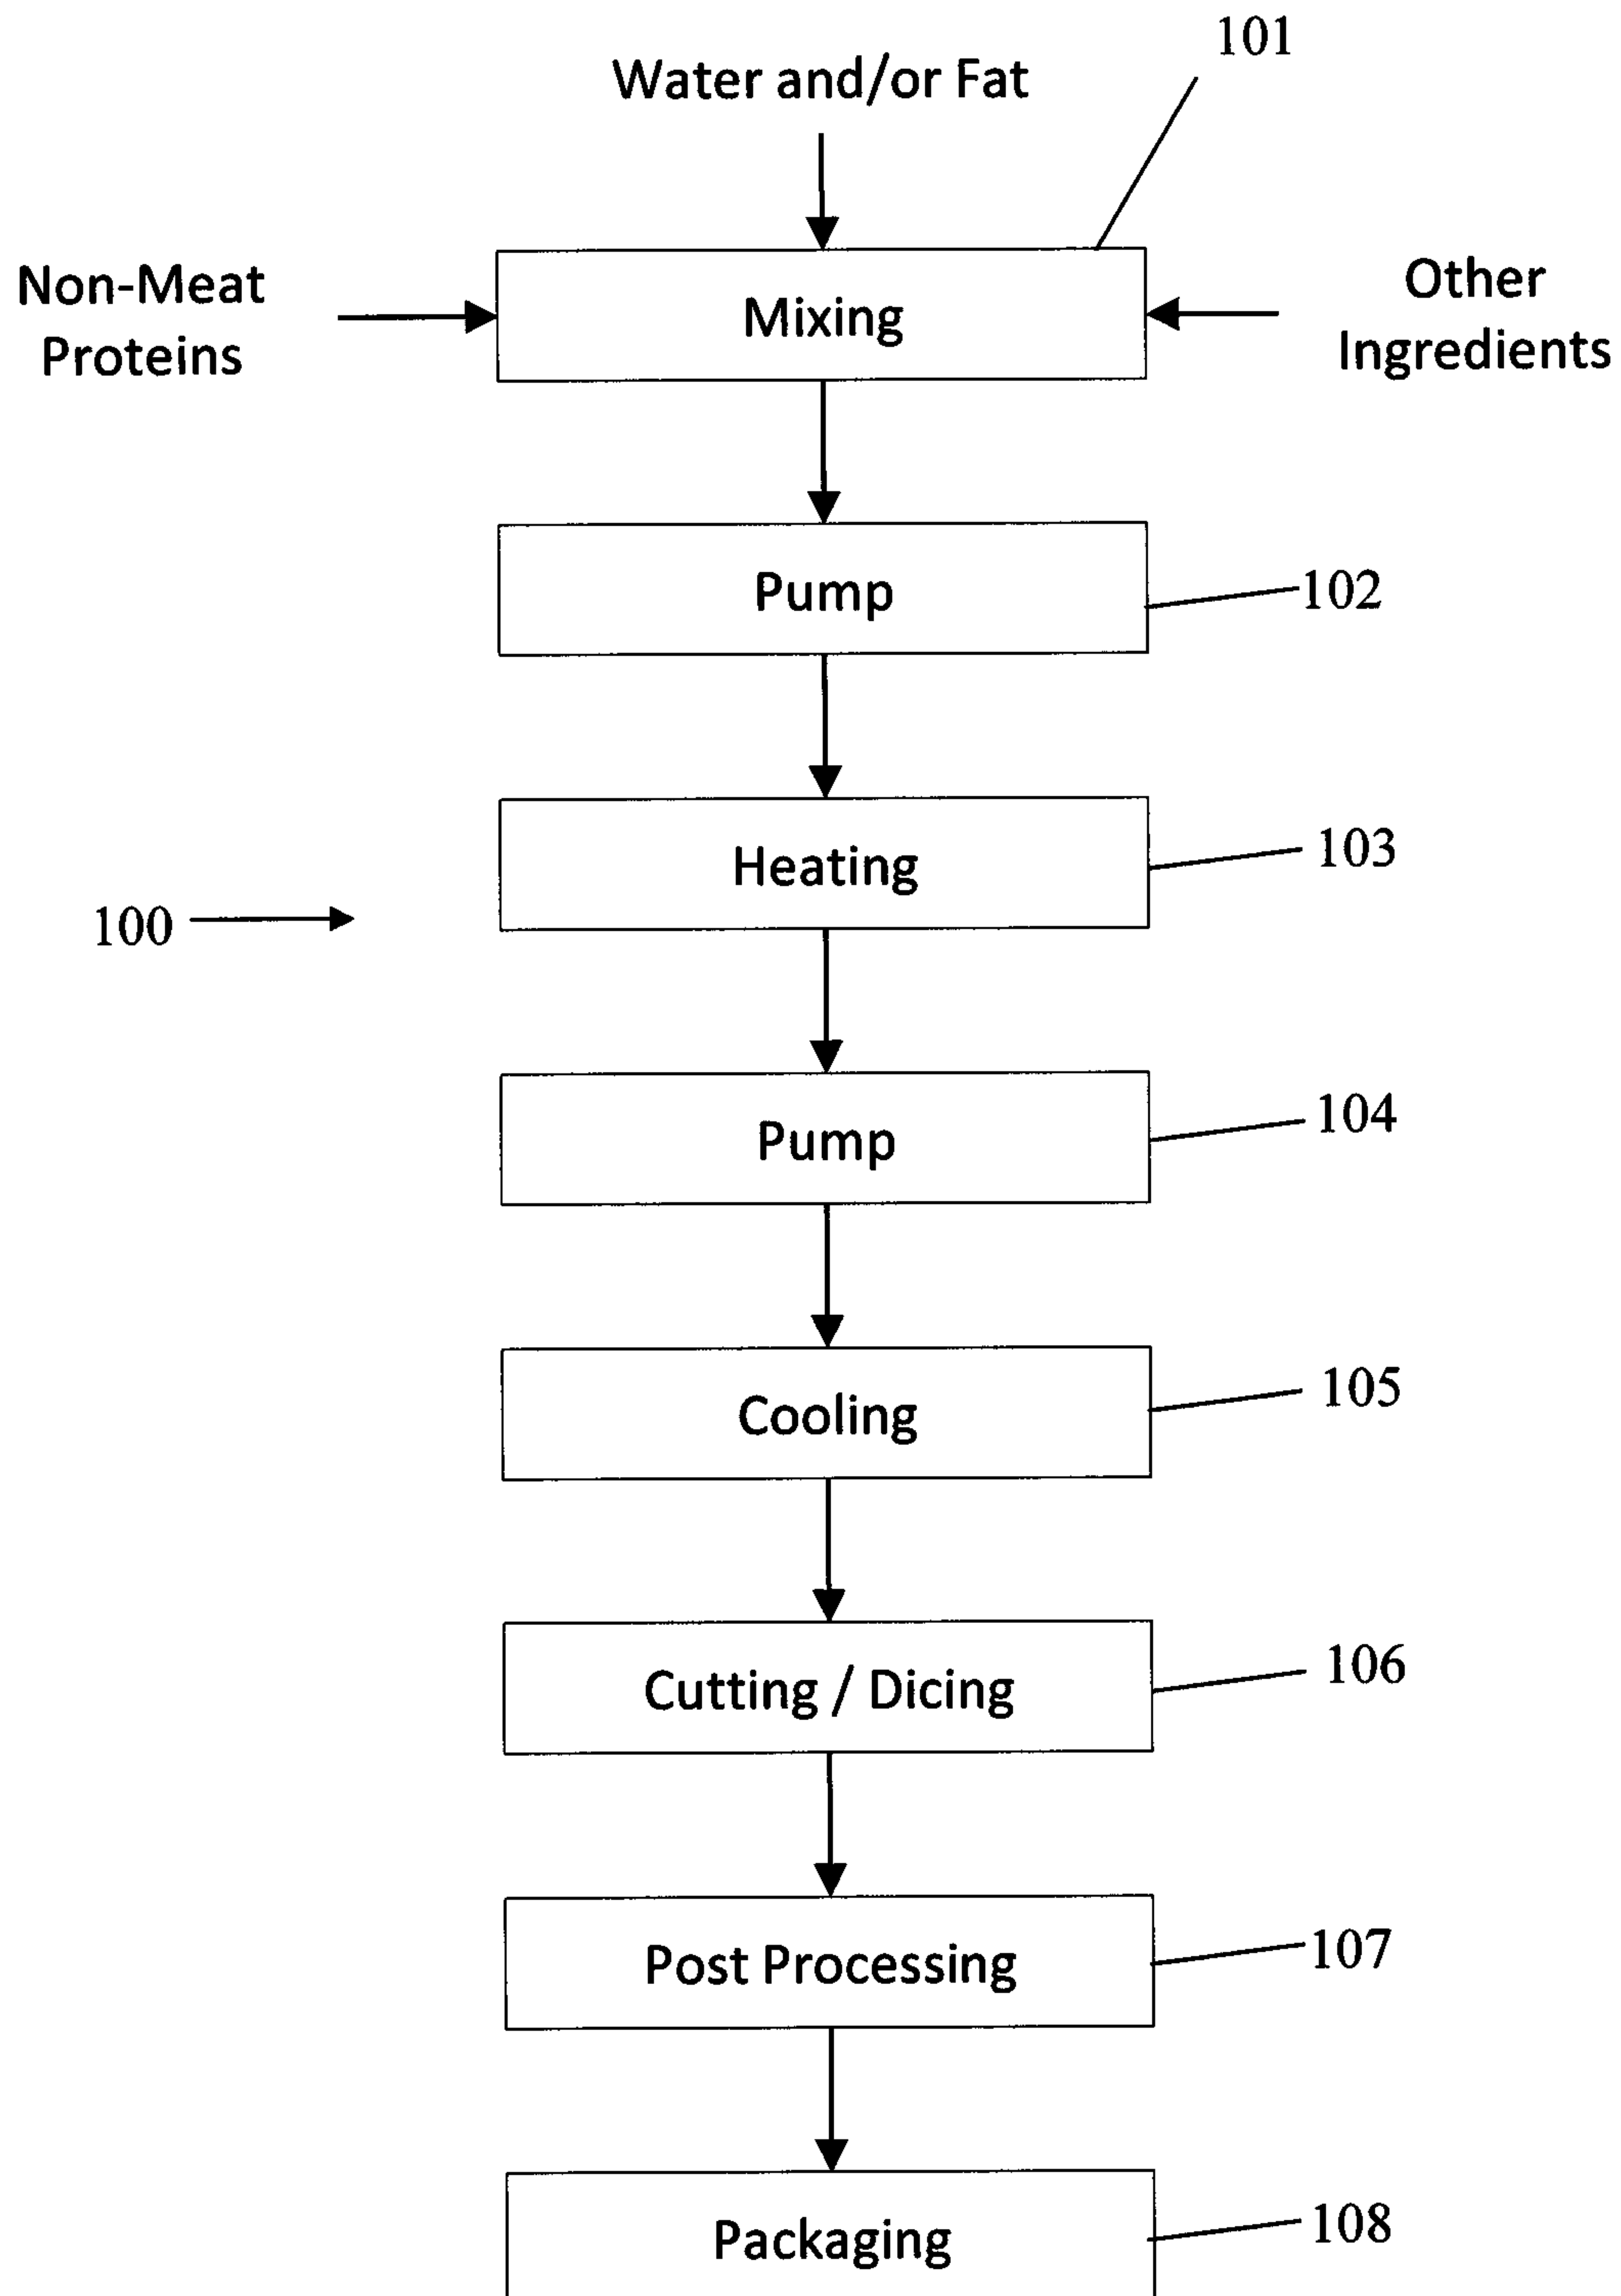 101
Water and/or Fat
Non-Meat
Proteins
Mixing
Other
Ingredients
Pump
102
Heating
103
100
Pump
104
Cooling
105
Cutting / Dicing
106
Post Processing
107
Packaging
108